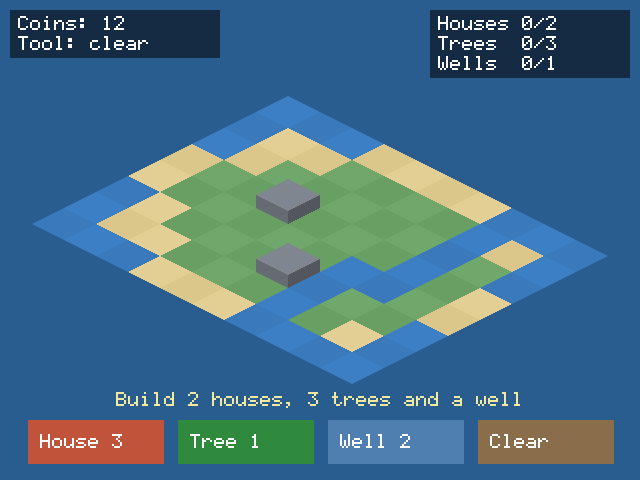 Coins: 12
Tool: clear
Houses 0/2
Trees 0/3
Wells 0/1
Build 2 houses, 3 trees and a well
House 3
Tree 1
Well 2
Clear